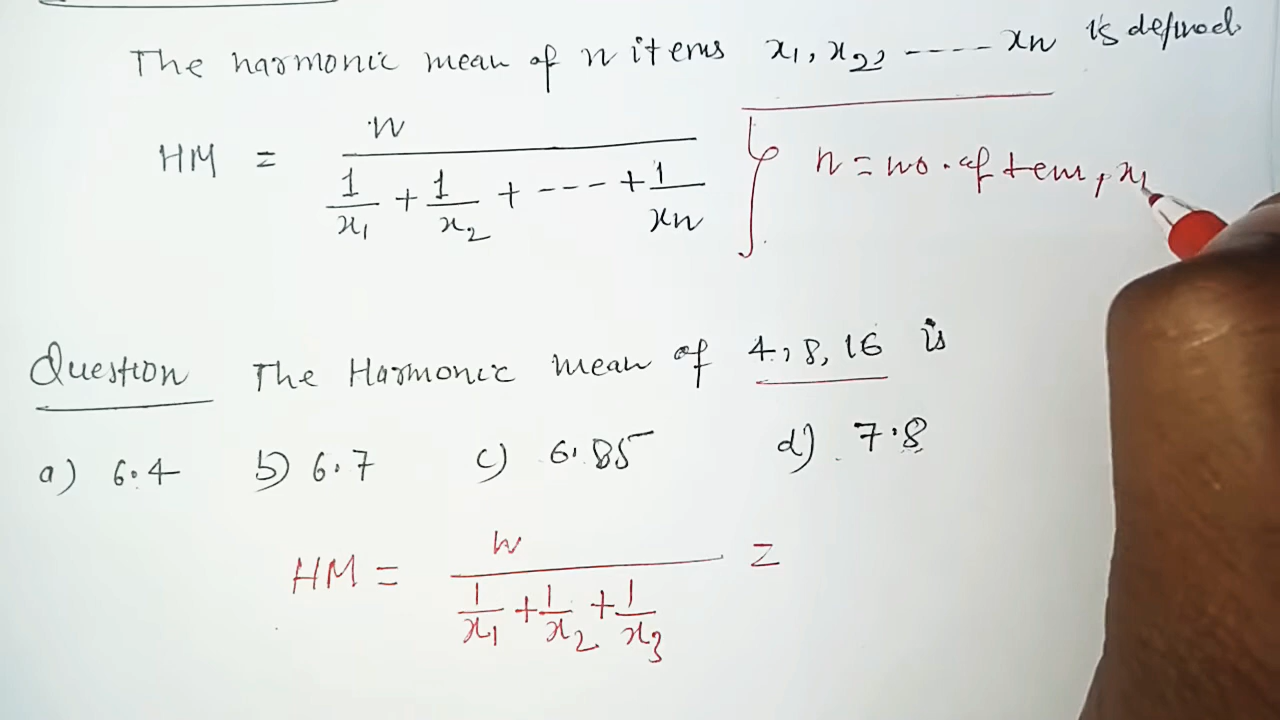 The harmonic mean of n items x₁, x₂, ---- xn is defined
HM = n / (1/x₁ + 1/x₂ + --- + 1/xn)
n = no. of term, x₁
Question The Harmonic mean of 4, 8, 16 is
a) 6.4 b) 6.7 c) 6.85 d) 7.8
HM = n / (1/x₁ + 1/x₂ + 1/x₃) =